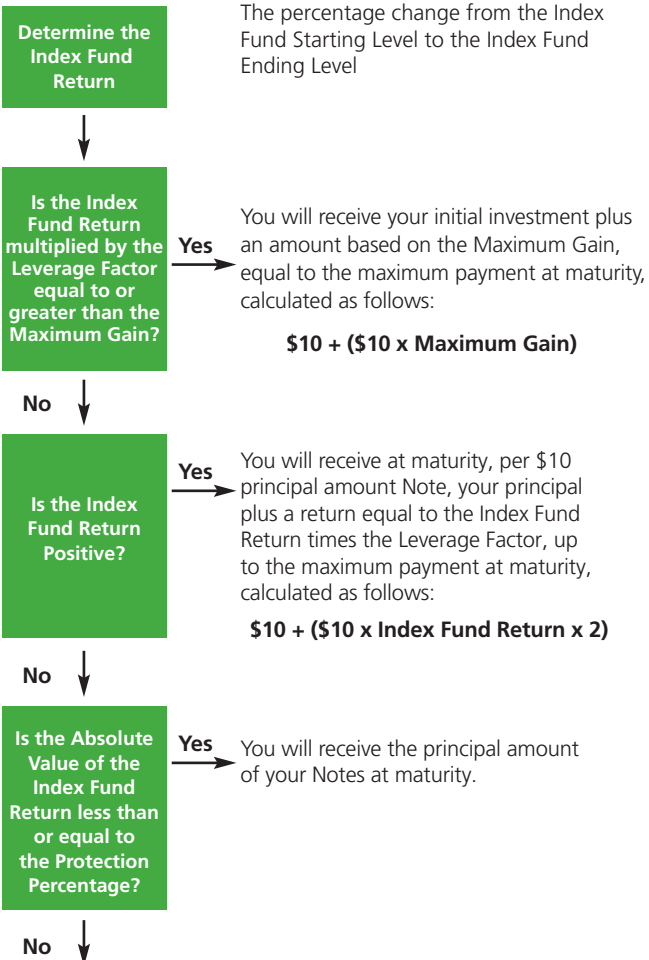 Determine the
Index Fund
Return
The percentage change from the Index
Fund Starting Level to the Index Fund
Ending Level
Is the Index
Fund Return
multiplied by the
Leverage Factor
equal to or
greater than the
Maximum Gain?
Yes
You will receive your initial investment plus
an amount based on the Maximum Gain,
equal to the maximum payment at maturity,
calculated as follows:
$10 + ($10 x Maximum Gain)
No
Is the Index
Fund Return
Positive?
Yes
You will receive at maturity, per $10
principal amount Note, your principal
plus a return equal to the Index Fund
Return times the Leverage Factor, up
to the maximum payment at maturity,
calculated as follows:
$10 + ($10 x Index Fund Return x 2)
No
Is the Absolute
Value of the
Index Fund
Return less than
or equal to
the Protection
Percentage?
Yes
You will receive the principal amount
of your Notes at maturity.
No